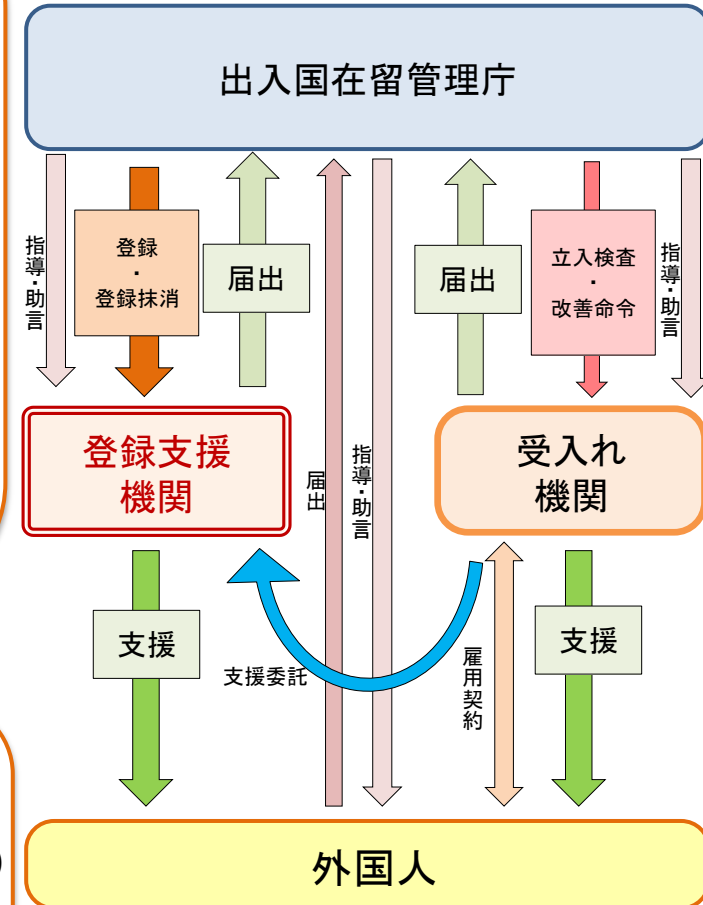 出入国在留管理庁
指導・助言
登録
・
登録抹消
届出
届出
立入検査
・
改善命令
指導・助言
登録支援
機関
届出
指導・助言
受入れ
機関
支援
支援委託
雇用契約
支援
外国人
)